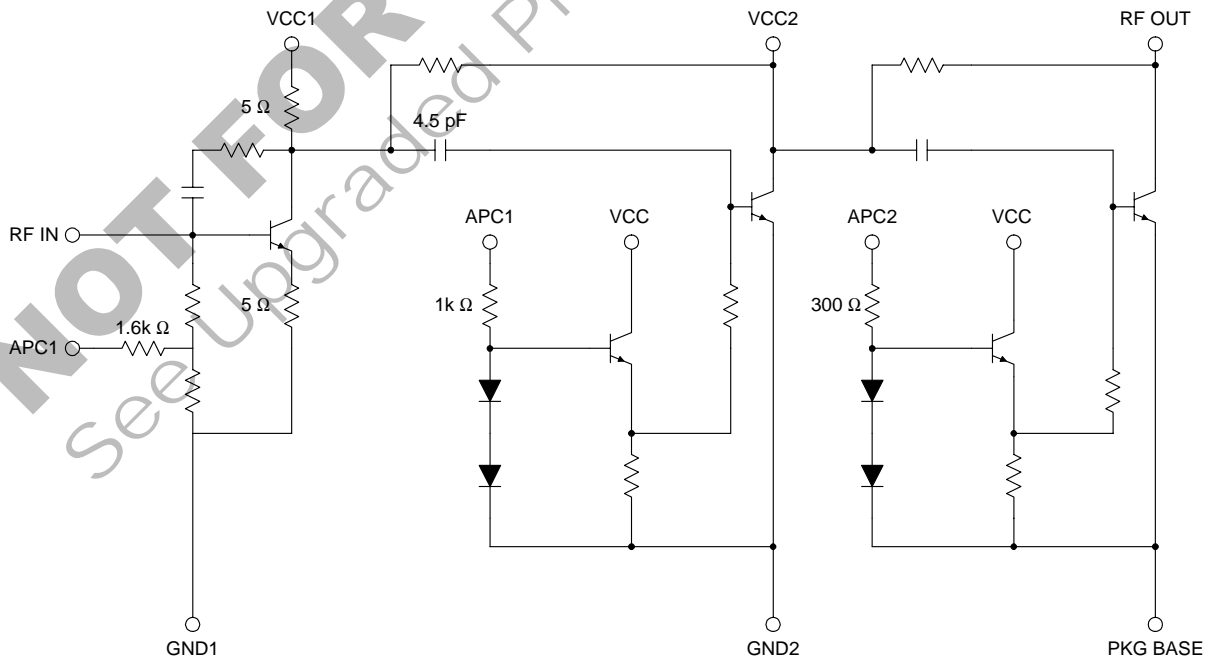 VCC1
VCC2
RF OUT
5 Ω
4.5 pF
RF IN
APC1
VCC
APC2
VCC
5 Ω
1k Ω
300 Ω
1.6k Ω
APC1
GND1
GND2
PKG BASE
NOT FOR
See Upgraded